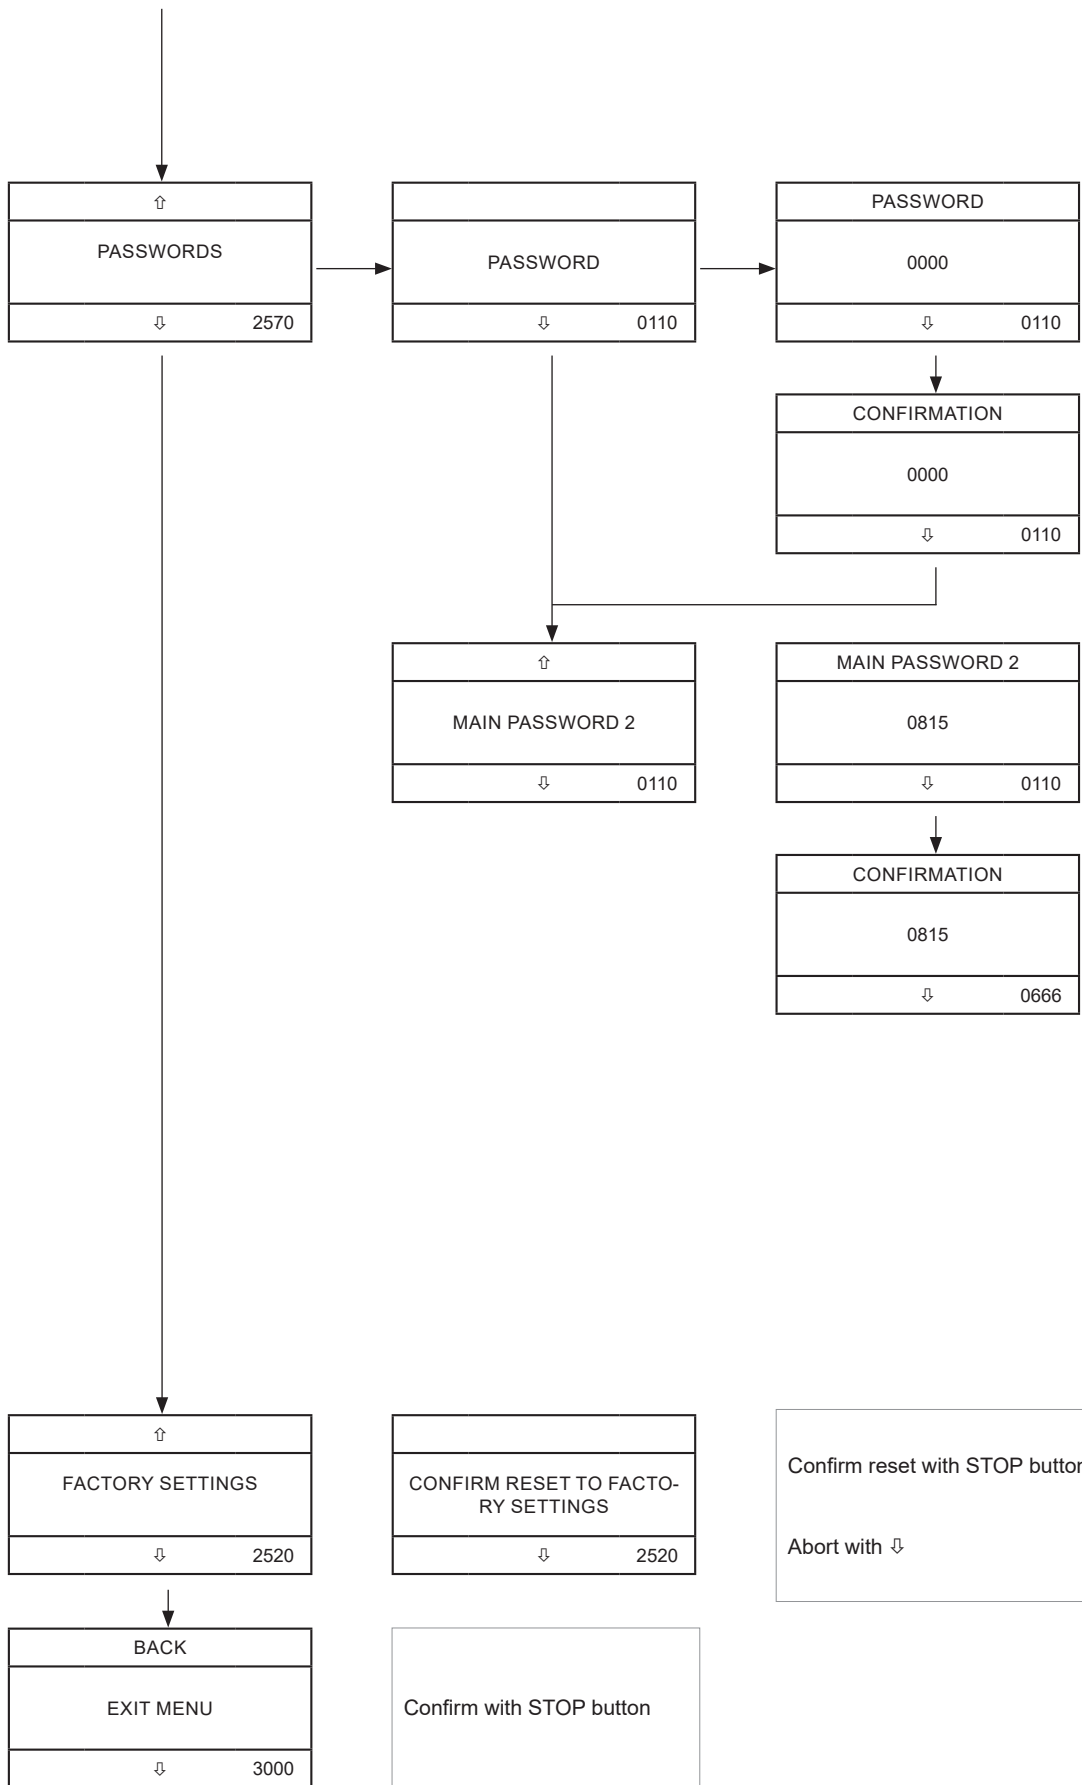 ⇧
PASSWORDS
⇩ 2570
PASSWORD
⇩ 0110
PASSWORD
0000
⇩ 0110
CONFIRMATION
0000
⇩ 0110
⇧
MAIN PASSWORD 2
⇩ 0110
MAIN PASSWORD 2
0815
⇩ 0110
CONFIRMATION
0815
⇩ 0666
⇧
FACTORY SETTINGS
⇩ 2520
CONFIRM RESET TO FACTO-
RY SETTINGS
⇩ 2520
Confirm reset with STOP button
Abort with ⇩
BACK
EXIT MENU
⇩ 3000
Confirm with STOP button